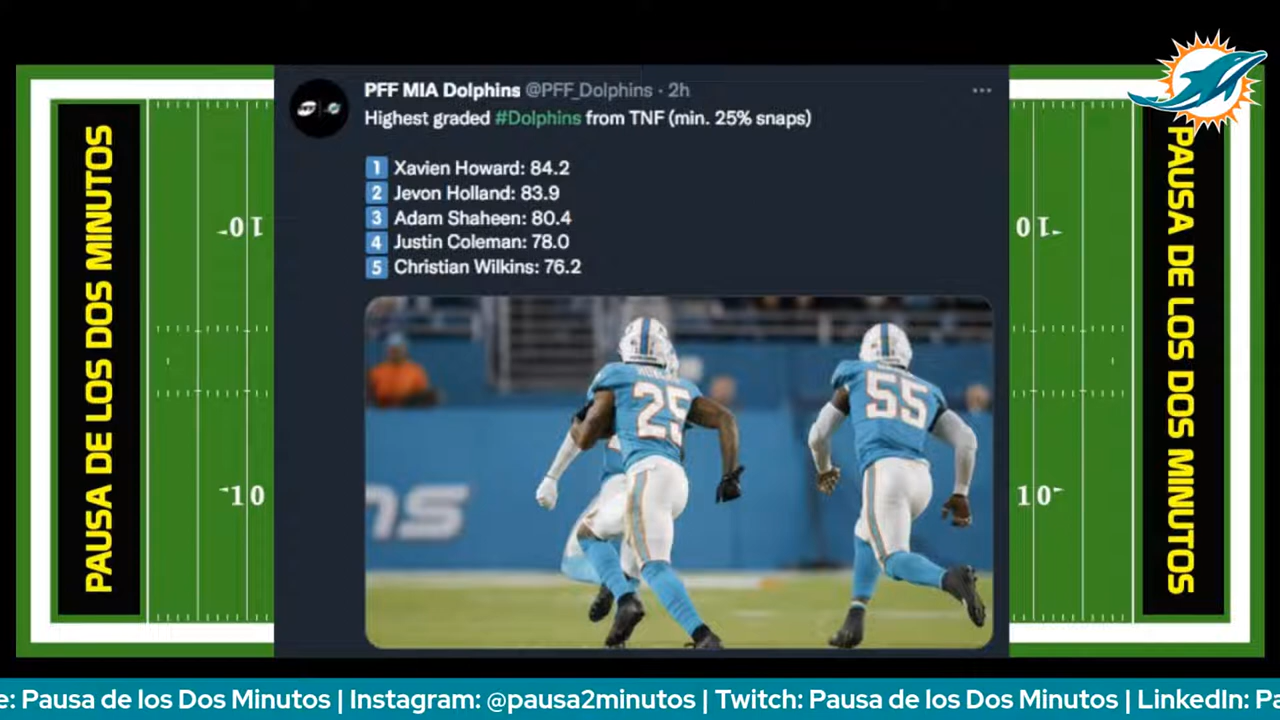 PFF MIA Dolphins @PFF_Dolphins · 2h
Highest graded #Dolphins from TNF (min. 25% snaps)
1 Xavien Howard: 84.2
2 Jevon Holland: 83.9
3 Adam Shaheen: 80.4
4 Justin Coleman: 78.0
5 Christian Wilkins: 76.2
PAUSA DE LOS DOS MINUTOS
PAUSA DE LOS DOS MINUTOS
10
10
10
10
25
55
ns
e: Pausa de los Dos Minutos | Instagram: @pausa2minutos | Twitch: Pausa de los Dos Minutos | LinkedIn: Pa